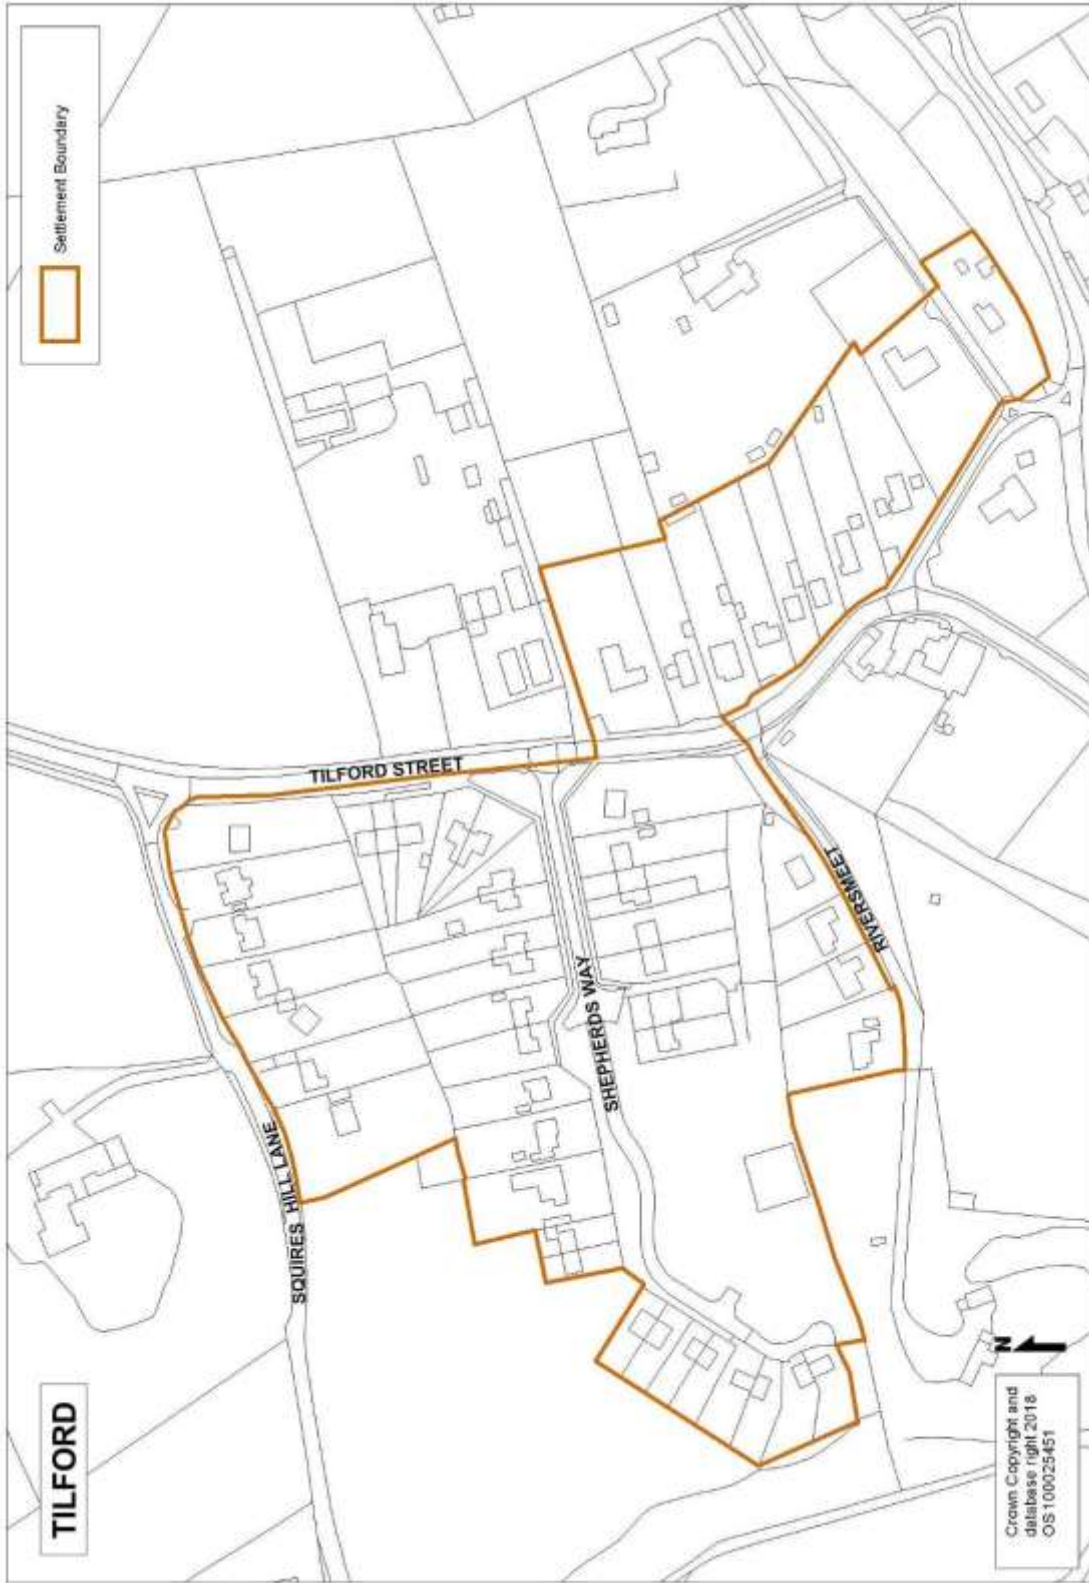 TILFORD
Settlement Boundary
SQUIRES HILL LANE
TILFORD STREET
SHEPHERDS WAY
RIVERSMEET
N
Crown Copyright and
database right 2018
OS100025451